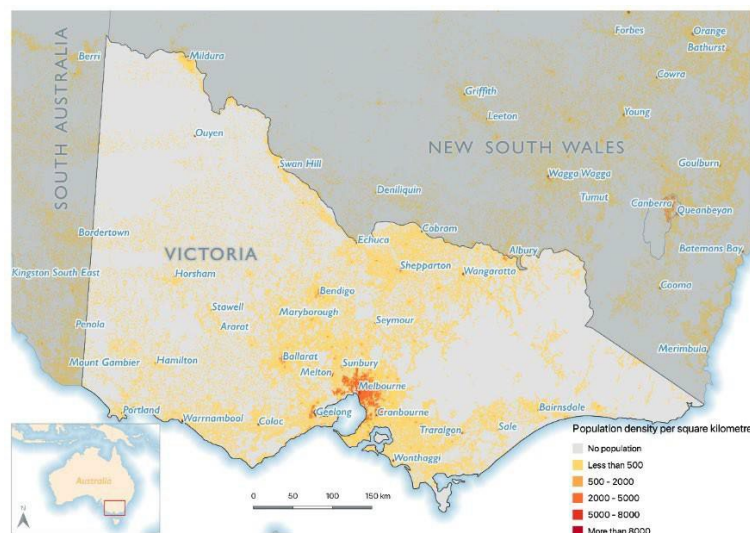 Forbes
Orange
Bathurst
Berri
Mildura
Cowra
Griffith
Leeton
Young
Ouyen
SOUTH AUSTRALIA
NEW SOUTH WALES
Swan Hill
Wagga Wagga
Goulburn
Deniliquin
Tumut
Canberra
Queanbeyan
Bordertown
Echuca
Cobram
Albury
Batemans Bay
VICTORIA
Kingston South East
Horsham
Shepparton
Wangaratta
Cooma
Bendigo
Stawell
Maryborough
Seymour
Penola
Ararat
Merimbula
Mount Gambier
Hamilton
Ballarat
Sunbury
Melton
Melbourne
Portland
Warrnambool
Colac
Geelong
Cranbourne
Bairnsdale
Traralgon
Sale
Wonthaggi
Population density per square kilometre
No population
Less than 500
500 - 2000
2000 - 5000
5000 - 8000
More than 8000
Australia
N
0 50 100 150 km